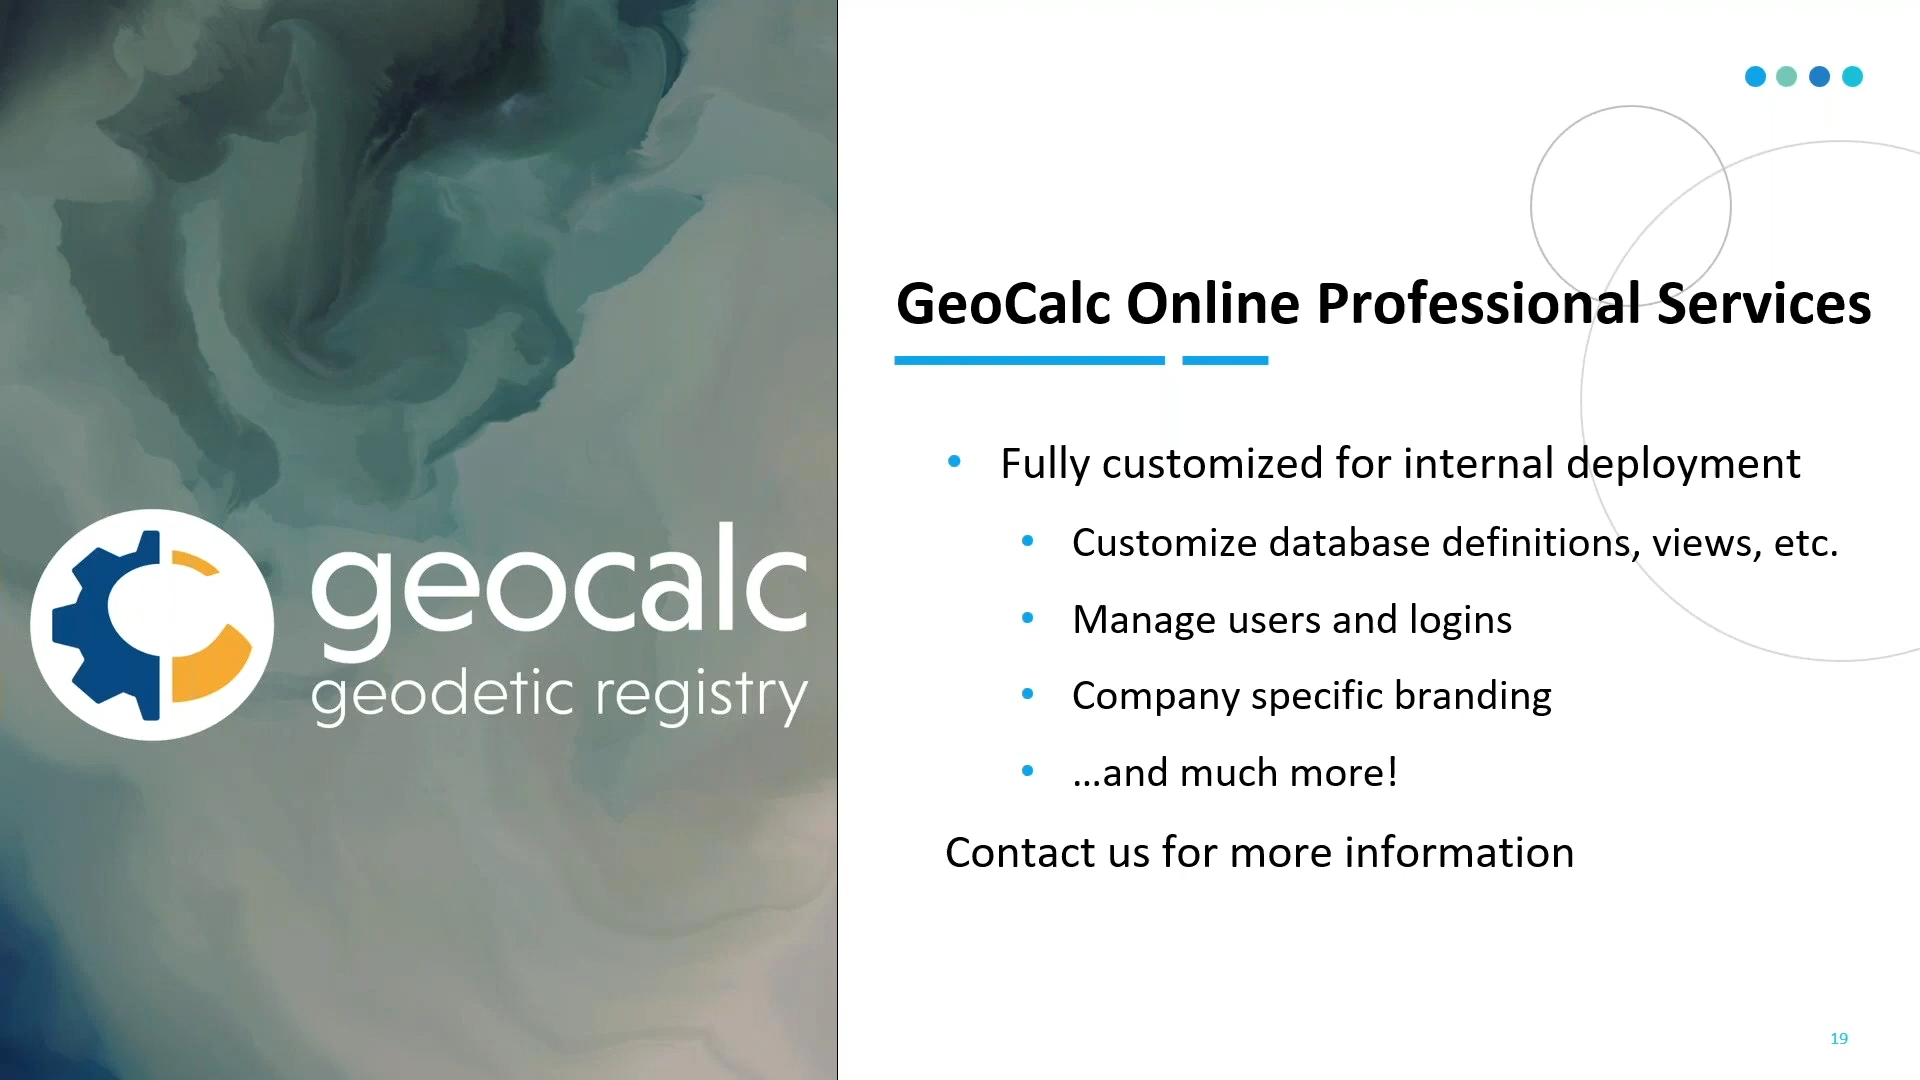 geocalc
geodetic registry
GeoCalc Online Professional Services
• Fully customized for internal deployment
• Customize database definitions, views, etc.
• Manage users and logins
• Company specific branding
• …and much more!
Contact us for more information
19